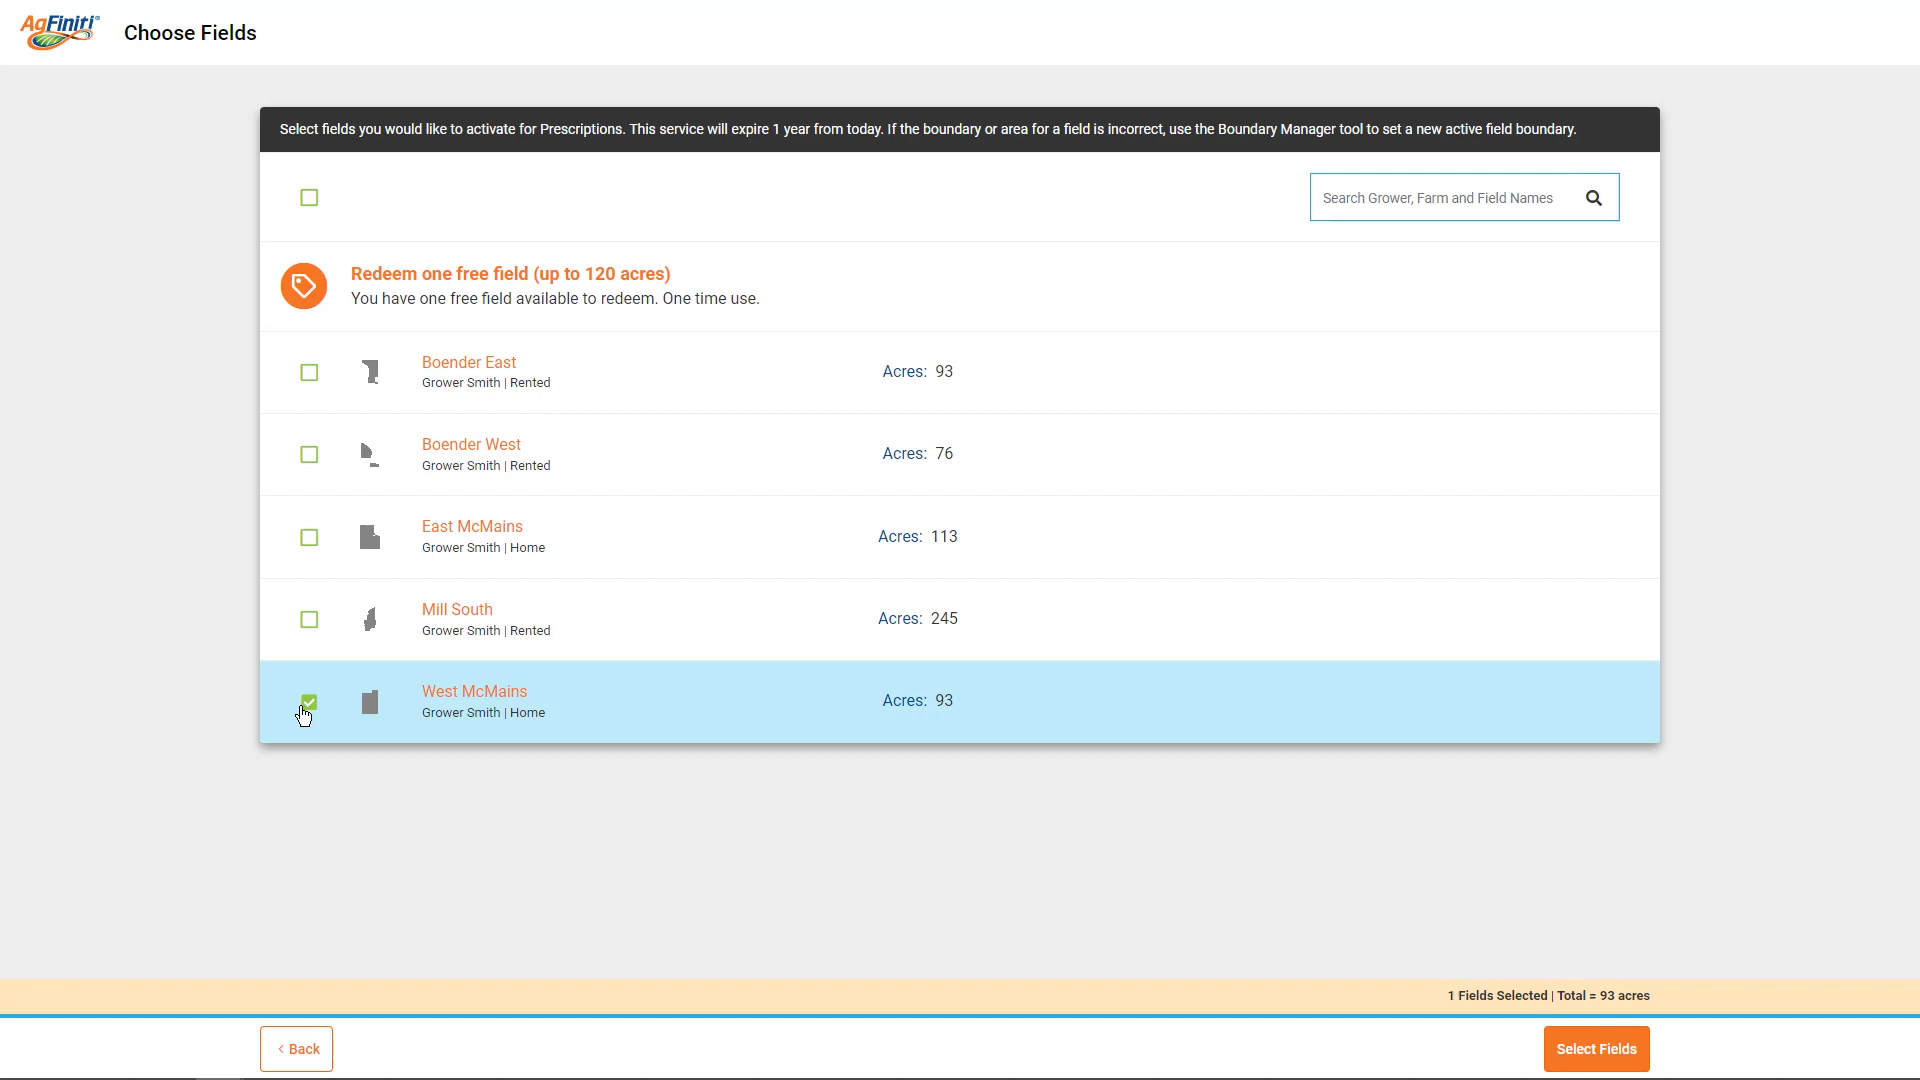 AgFiniti®
Choose Fields
Select fields you would like to activate for Prescriptions. This service will expire 1 year from today. If the boundary or area for a field is incorrect, use the Boundary Manager tool to set a new active field boundary.
Search Grower, Farm and Field Names
Redeem one free field (up to 120 acres)
You have one free field available to redeem. One time use.
Boender East
Grower Smith | Rented
Acres: 93
Boender West
Grower Smith | Rented
Acres: 76
East McMains
Grower Smith | Home
Acres: 113
Mill South
Grower Smith | Rented
Acres: 245
West McMains
Grower Smith | Home
Acres: 93
1 Fields Selected | Total = 93 acres
< Back
Select Fields